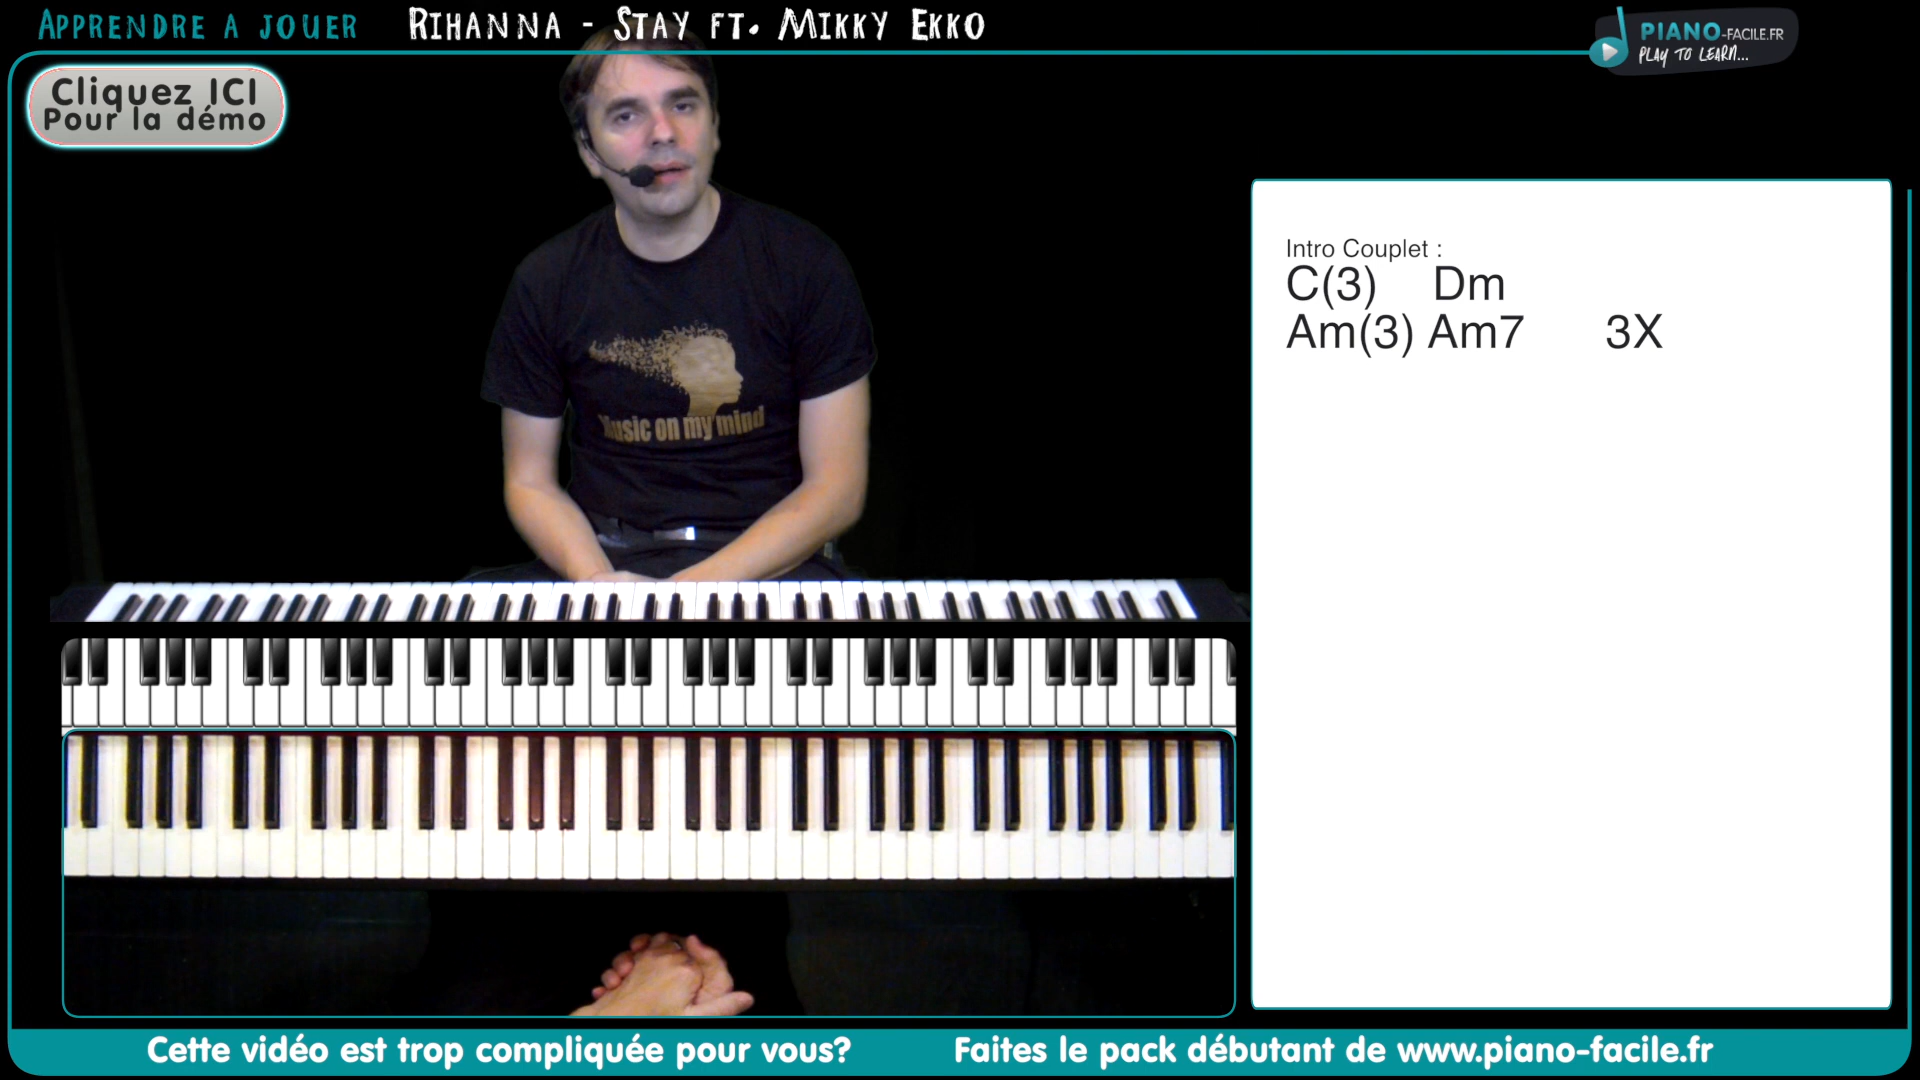 Apprendre a jouer Rihanna - Stay ft. Mikky Ekko
PIANO-FACILE.FR
PLAY TO LEARN...
Cliquez ICI
Pour la démo
Intro Couplet :
C(3) Dm
Am(3) Am7 3X
Music on my mind
Cette vidéo est trop compliquée pour vous? Faites le pack débutant de www.piano-facile.fr